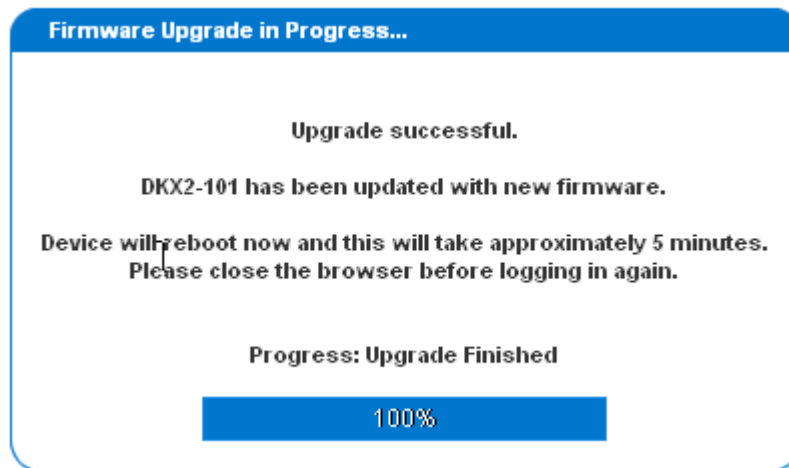 Firmware Upgrade in Progress...
Upgrade successful.
DKX2-101 has been updated with new firmware.
Device will reboot now and this will take approximately 5 minutes.
Please close the browser before logging in again.
Progress: Upgrade Finished
100%